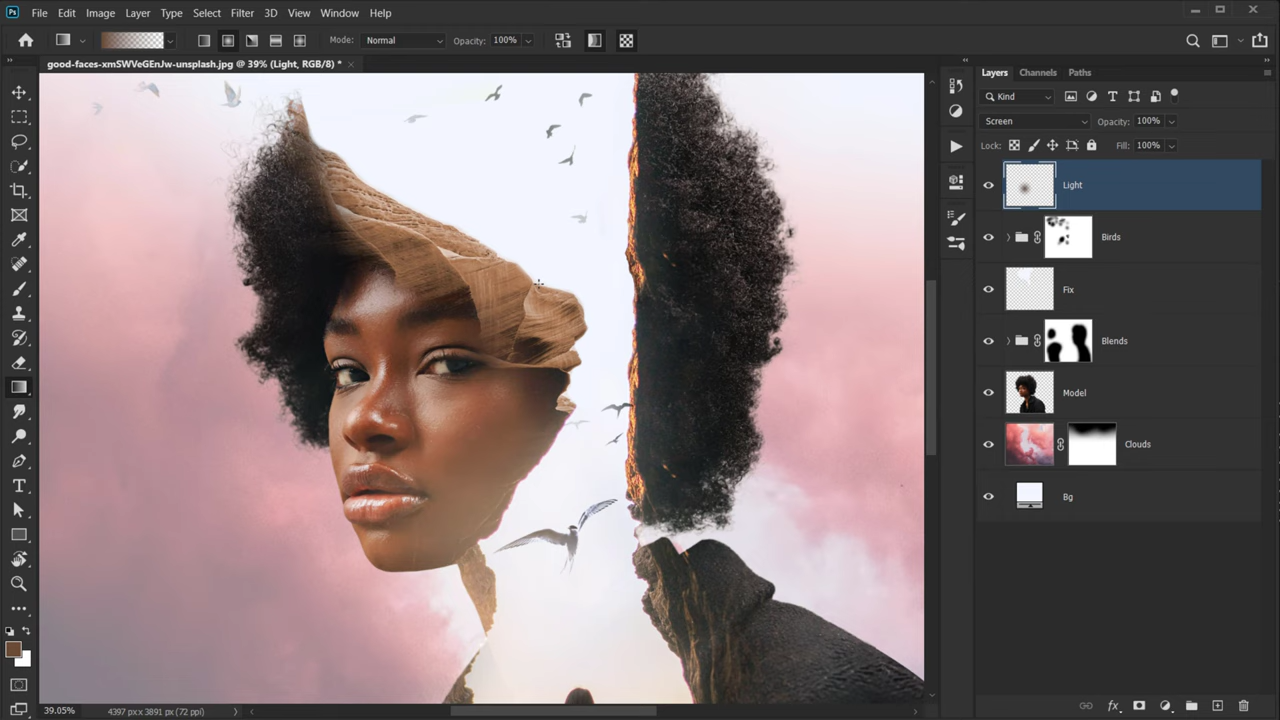 Ps File Edit Image Layer Type Select Filter 3D View Window Help
Mode: Normal Opacity: 100%
good-faces-xmSWVeGEnJw-unsplash.jpg @ 39% (Light, RGB/8) *
Layers Channels Paths
Kind
Screen Opacity: 100%
Lock: Fill: 100%
Light
Birds
Fix
Blends
Model
Clouds
Bg
39.05% 4397 px x 3891 px (72 ppi)
fx